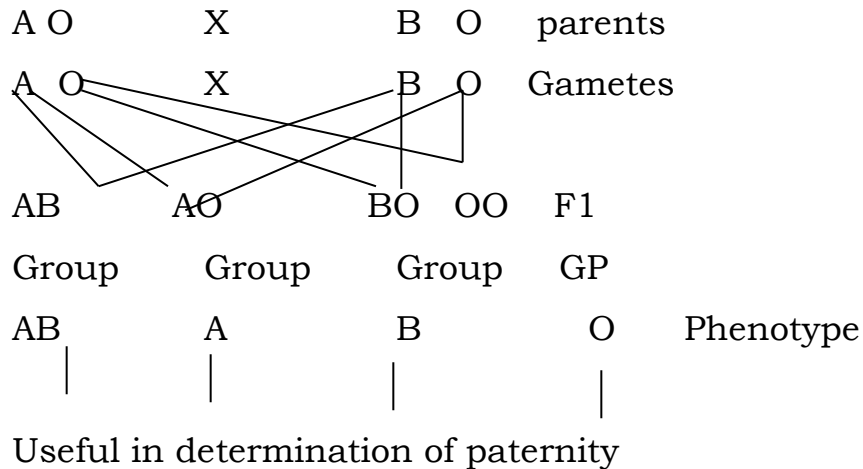 A O X B O parents
A O X B O Gametes
AB AO BO OO F1
Group Group Group GP
AB A B O Phenotype
Useful in determination of paternity